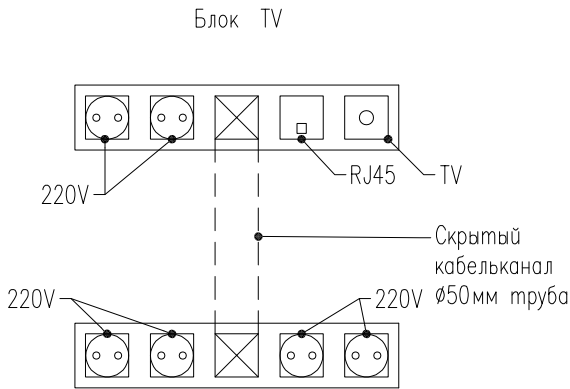 Блок TV
RJ45
TV
220V
Скрытый
кабельканал
Ø50мм труба
220V
220V